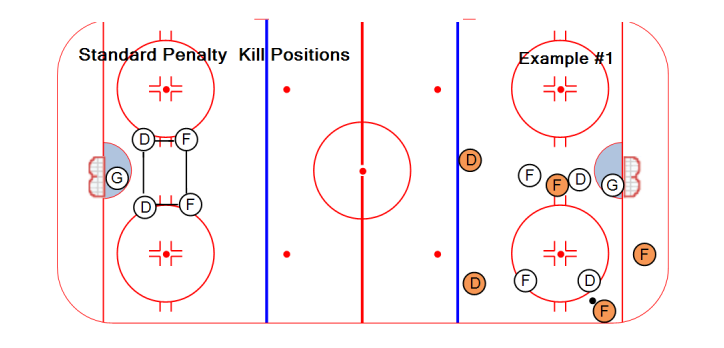 Standard Penalty  Kill Positions
Example #1
D F
G
D F
D
F F D G
F
D F D
F